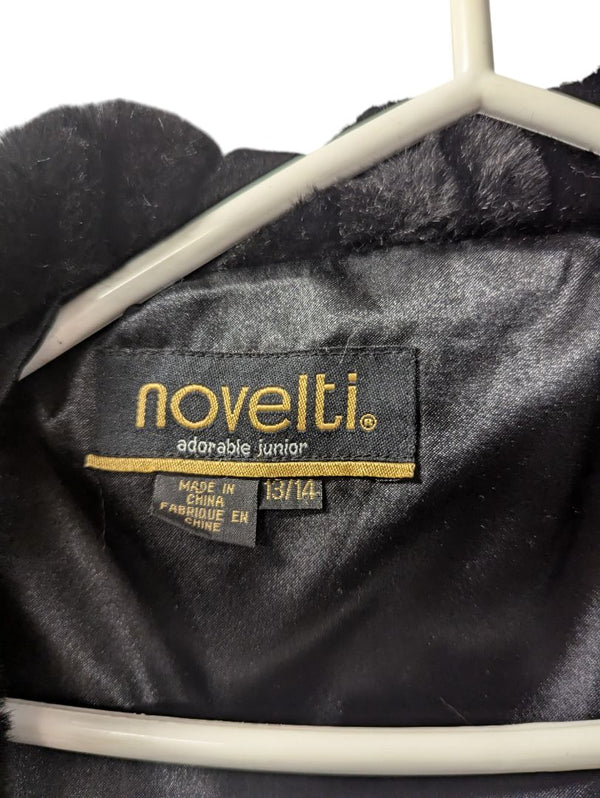 novelti®
adorable junior
MADE IN
CHINA
FABRIQUE EN
CHINE
13/14